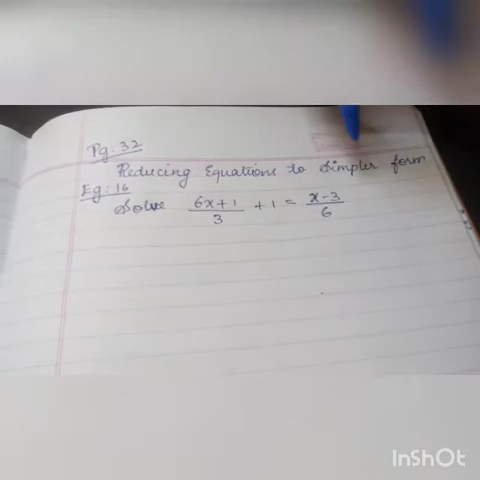 Pg: 32
Reducing Equations to Simpler form
Eg: 16
Solve (6x+1)/3 + 1 = (x-3)/6
InShOt